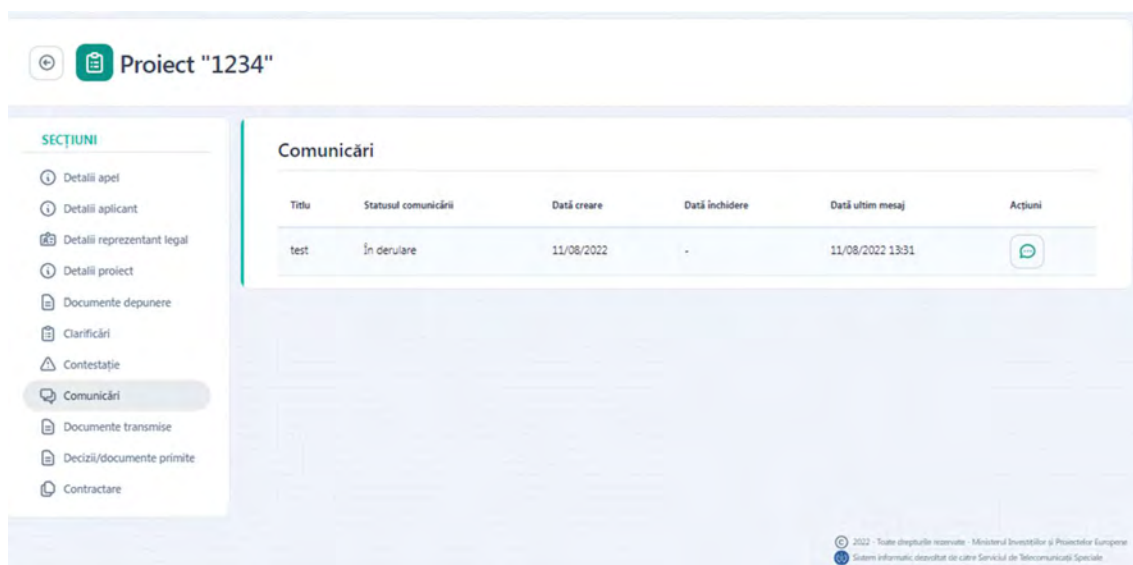 Proiect "1234"
SECȚIUNI
Detalii apel
Detalii aplicant
Detalii reprezentant legal
Detalii proiect
Documente depunere
Clarificări
Contestație
Comunicări
Documente transmise
Decizii/documente primite
Contractare
Comunicări
Titlu Statusul comunicării Dată creare Dată închidere Dată ultim mesaj Acțiuni
test În derulare 11/08/2022 - 11/08/2022 13:31
© 2022 - Toate drepturile rezervate - Ministerul Investițiilor și Proiectelor Europene
Sistem informatic dezvoltat de către Serviciul de Telecomunicații Speciale